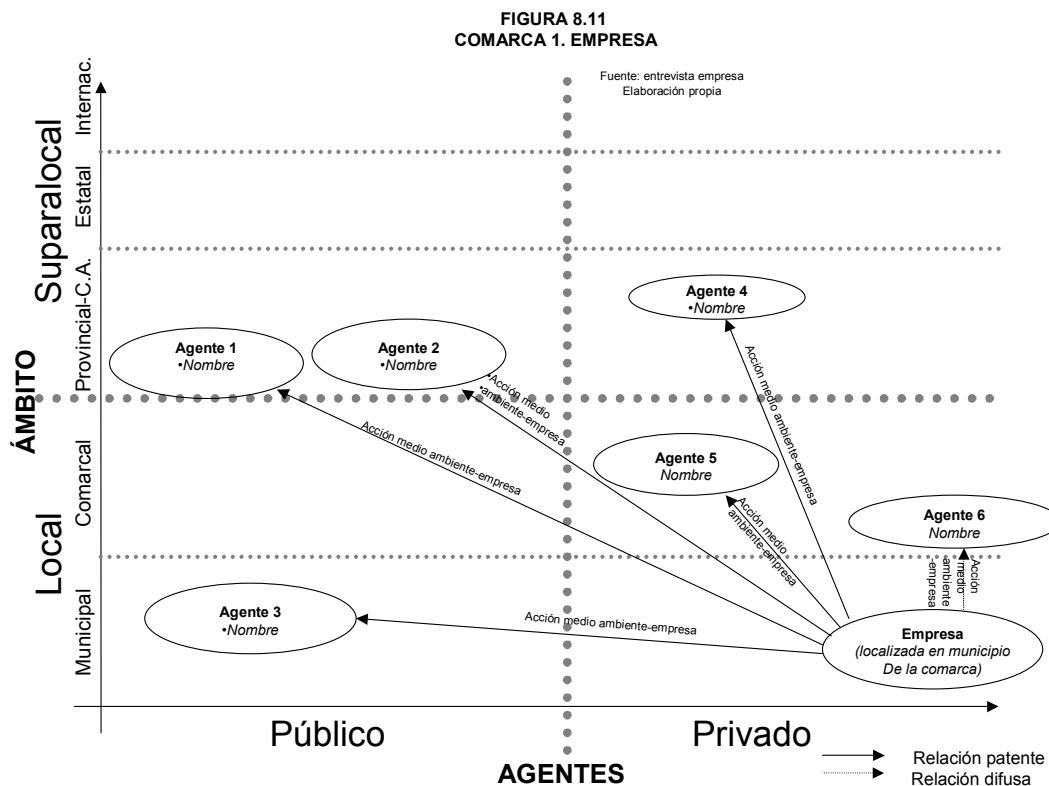 FIGURA 8.11
COMARCA 1. EMPRESA
Fuente: entrevista empresa
Elaboración propia
ÁMBITO
Suparalocal
Local
Internac.
Estatal
Provincial-C.A.
Comarcal
Municipal
Agente 4
•Nombre
Agente 1
•Nombre
Agente 2
•Nombre
•Acción medio
•ambiente-empresa
Acción medio ambiente-empresa
Acción medio ambiente-empresa
Agente 5
Nombre
Acción medio
ambiente-empresa
Agente 6
Nombre
Acción
medio
ambiente
-empresa
Agente 3
•Nombre
Acción medio ambiente-empresa
Empresa
(localizada en municipio
De la comarca)
Público
Privado
AGENTES
Relación patente
Relación difusa